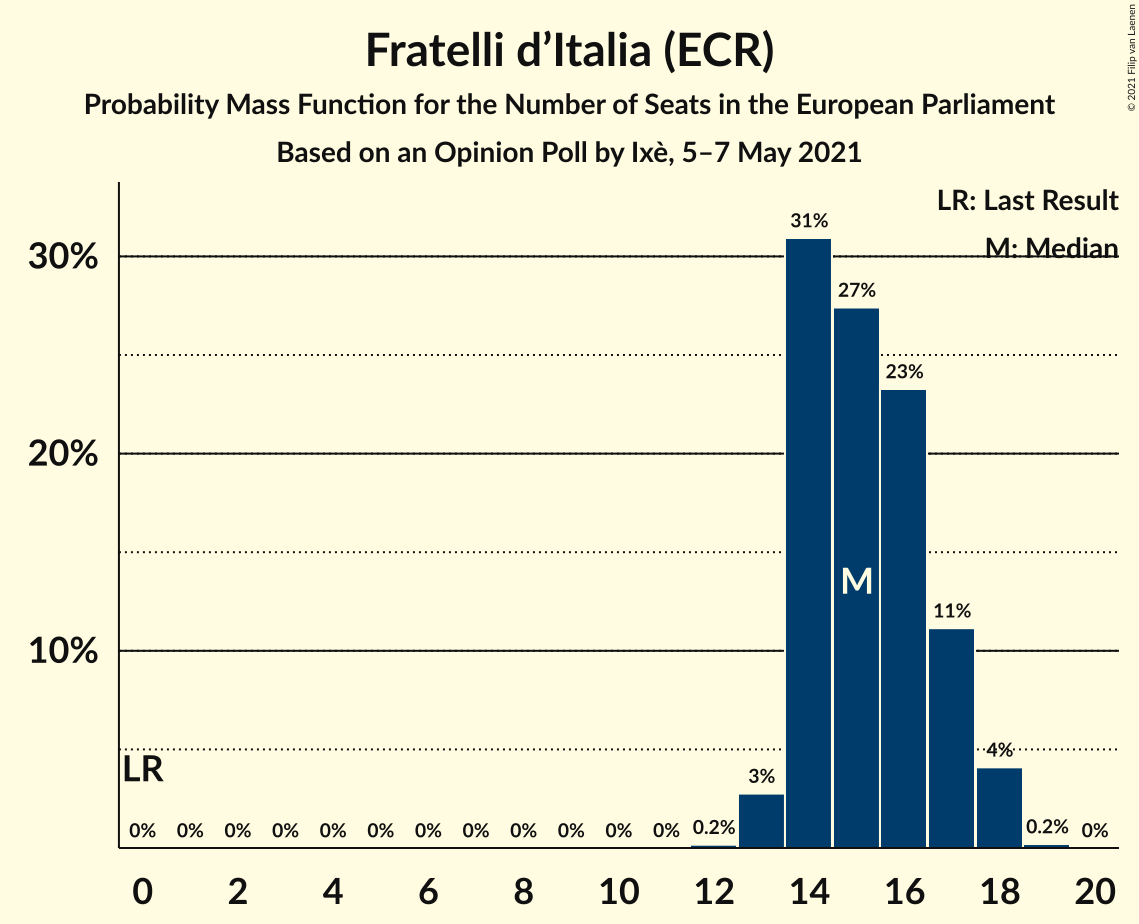 Fratelli d’Italia (ECR)
Probability Mass Function for the Number of Seats in the European Parliament
Based on an Opinion Poll by Ixè, 5–7 May 2021
© 2021 Filip van Laenen
LR: Last Result
M: Median
30%
20%
10%
31%
27%
23%
M
11%
LR
4%
3%
0% 0% 0% 0% 0% 0% 0% 0% 0% 0% 0% 0% 0.2% 0.2% 0%
0 2 4 6 8 10 12 14 16 18 20